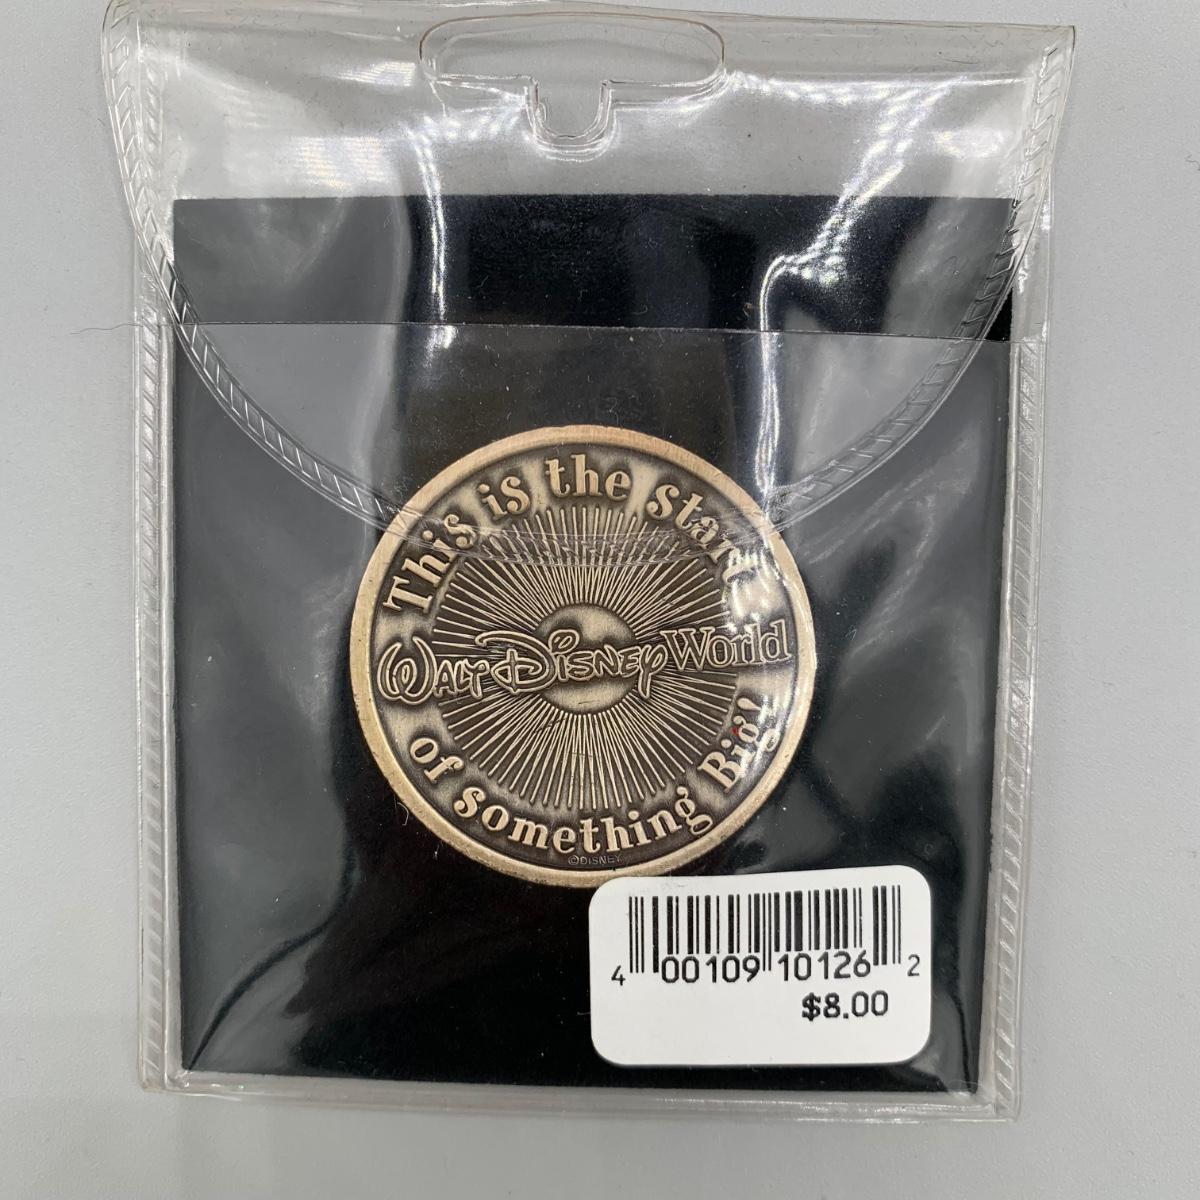 This is the start
Walt Disney World
of something Big!
©DISNEY
4 00109 10126 2
$8.00